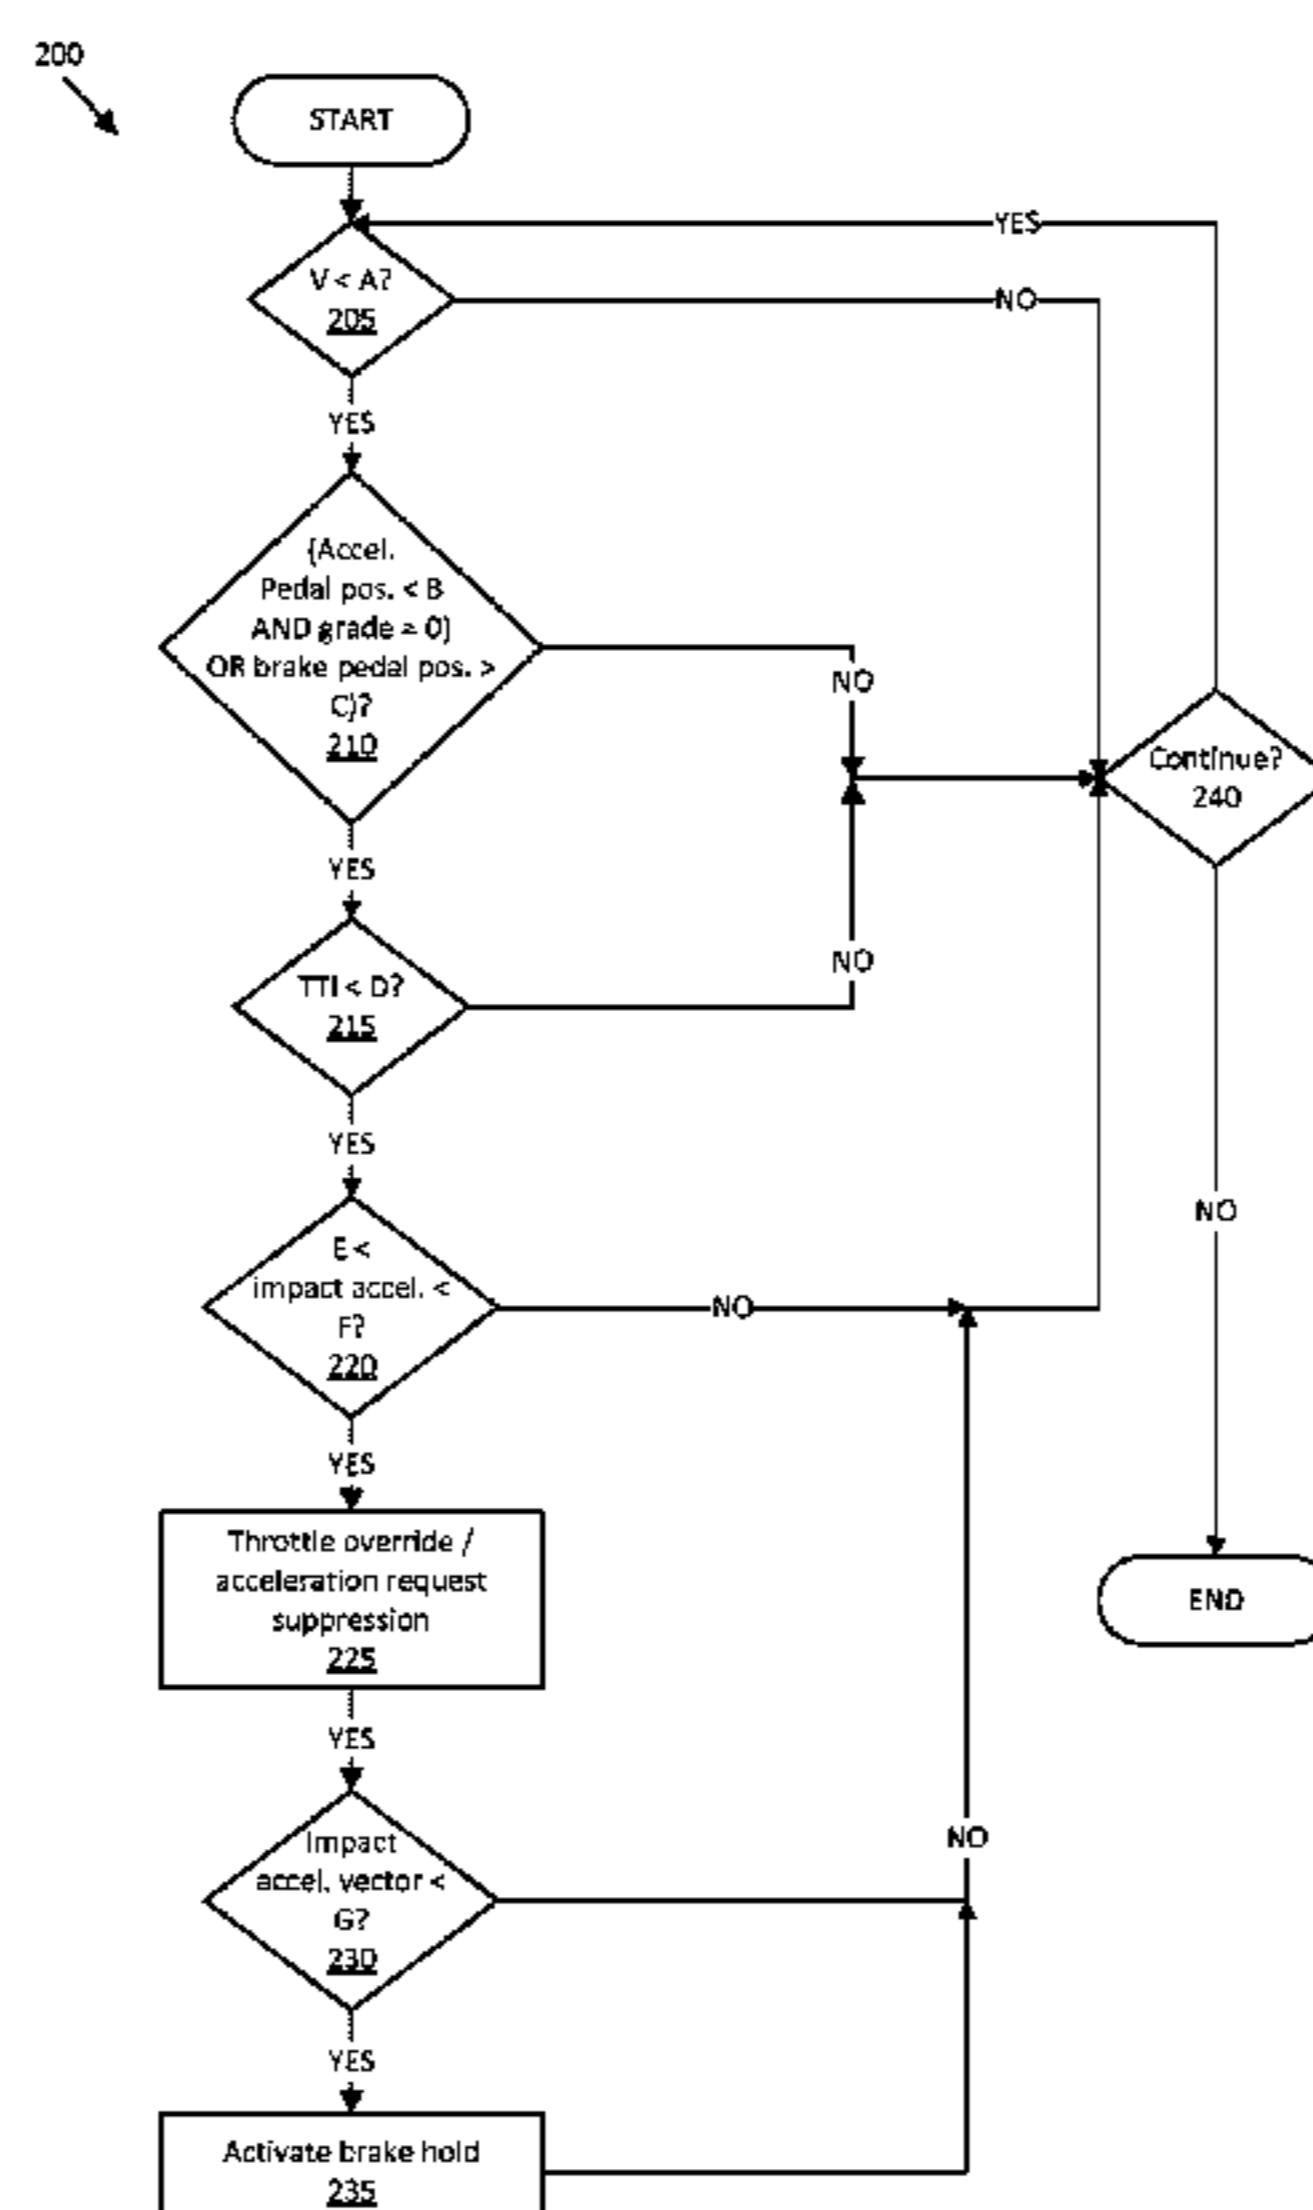 200
START
YES
V < A?
205
NO
YES
(Accel.
Pedal pos. < B
AND grade ≥ 0)
OR brake pedal pos. >
C)?
210
NO
Continue?
240
YES
TTI < D?
215
NO
YES
NO
E <
impact accel. <
F?
220
NO
YES
Throttle override /
acceleration request
suppression
225
END
YES
Impact
accel. vector <
G?
230
NO
YES
Activate brake hold
235